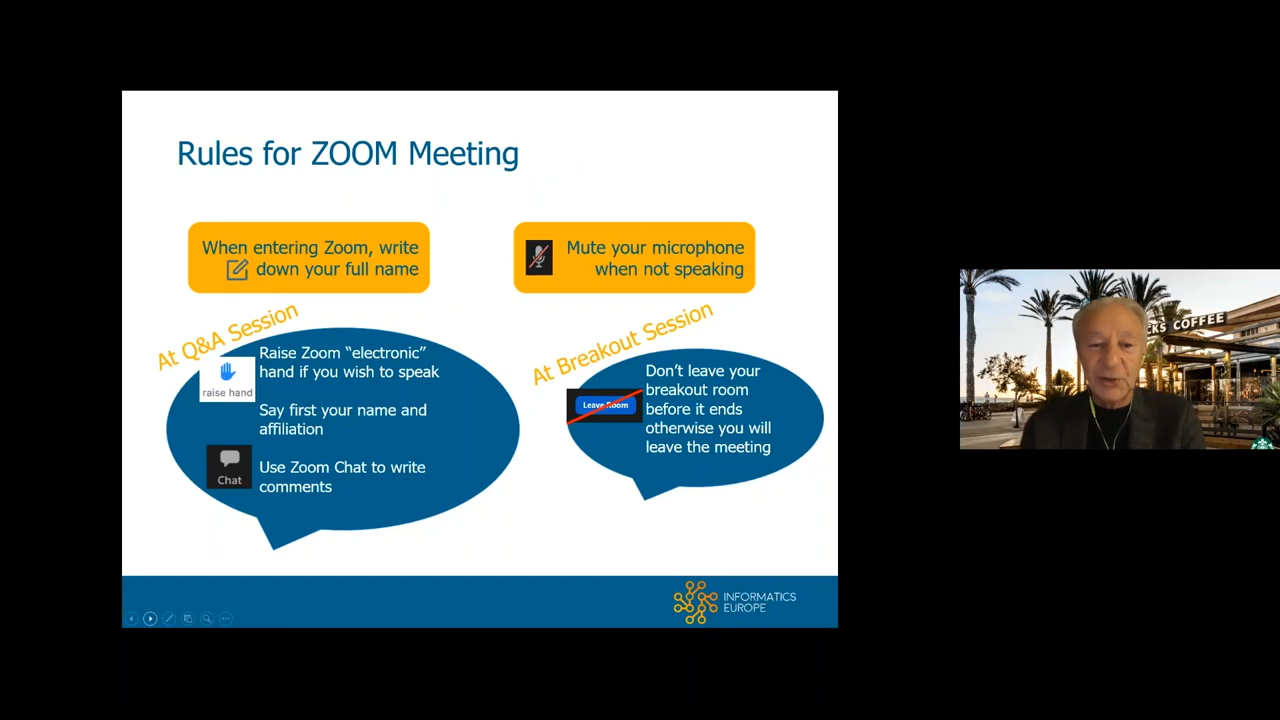 Rules for ZOOM Meeting
When entering Zoom, write
down your full name
Mute your microphone
when not speaking
At Q&A Session
Raise Zoom “electronic”
hand if you wish to speak
raise hand
Say first your name and
affiliation
Use Zoom Chat to write
comments
Chat
At Breakout Session
Don’t leave your
breakout room
before it ends
otherwise you will
leave the meeting
Leave Room
INFORMATICS
EUROPE
CKS COFFEE